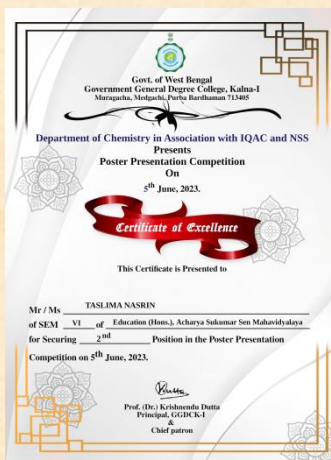 Govt. of West Bengal
Government General Degree College, Kalna-I
Muragacha, Medgachi, Purba Bardhaman 713405
Department of Chemistry in Association with IQAC and NSS
Presents
Poster Presentation Competition
On
5th June, 2023.
Certificate of Excellence
This Certificate is Presented to
Mr / Ms TASLIMA NASRIN
of SEM VI of Education (Hons.), Acharya Sukumar Sen Mahavidyalaya
for Securing 2nd Position in the Poster Presentation
Competition on 5th June, 2023.
Prof. (Dr.) Krishnendu Dutta
Principal, GGDCK-I
&
Chief patron